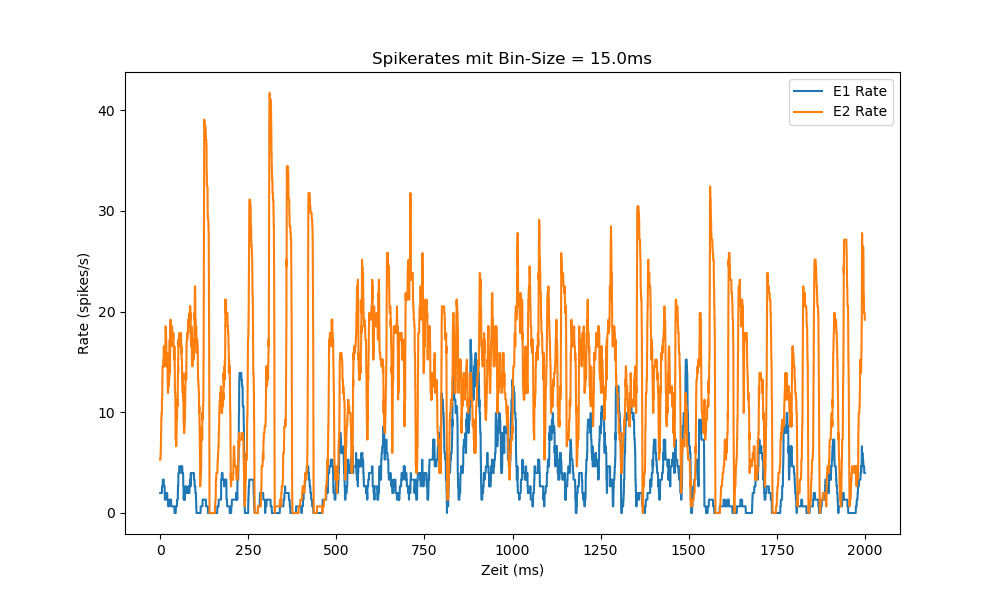 Spikerates mit Bin-Size = 15.0ms
E1 Rate
E2 Rate
Rate (spikes/s)
40
30
20
10
0
0 250 500 750 1000 1250 1500 1750 2000
Zeit (ms)